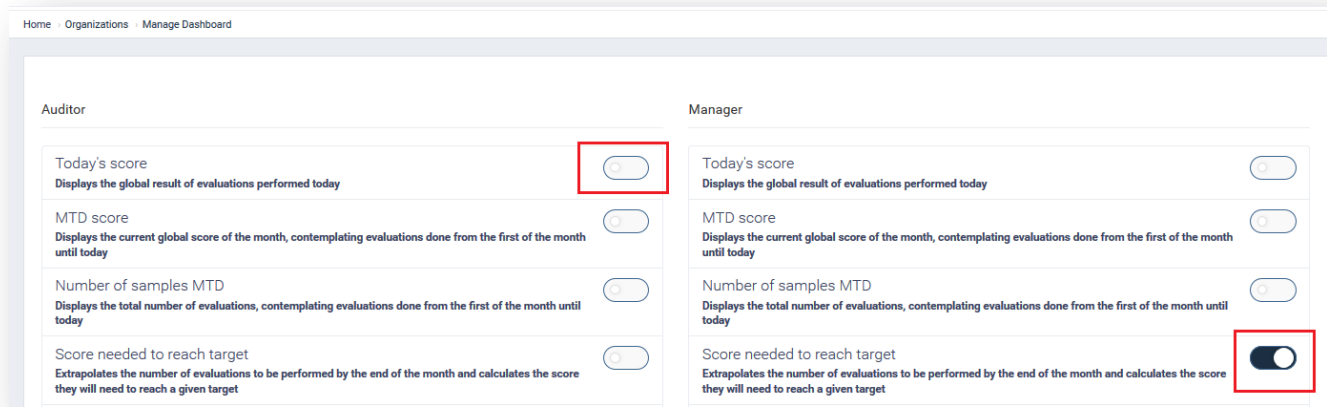 Home › Organizations › Manage Dashboard
Auditor
Today's score
Displays the global result of evaluations performed today
MTD score
Displays the current global score of the month, contemplating evaluations done from the first of the month
until today
Number of samples MTD
Displays the total number of evaluations, contemplating evaluations done from the first of the month until
today
Score needed to reach target
Extrapolates the number of evaluations to be performed by the end of the month and calculates the score
they will need to reach a given target
Manager
Today's score
Displays the global result of evaluations performed today
MTD score
Displays the current global score of the month, contemplating evaluations done from the first of the month
until today
Number of samples MTD
Displays the total number of evaluations, contemplating evaluations done from the first of the month until
today
Score needed to reach target
Extrapolates the number of evaluations to be performed by the end of the month and calculates the score
they will need to reach a given target